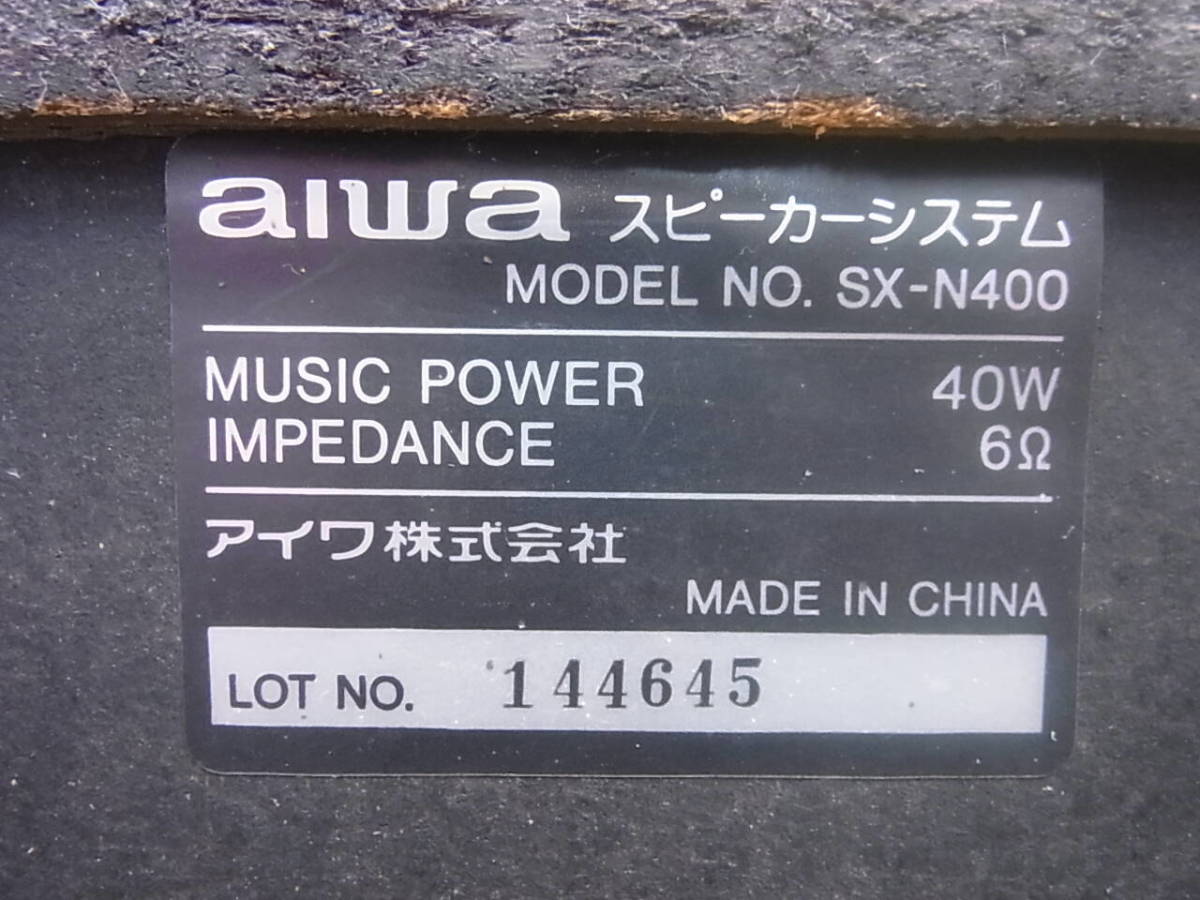 aiwa スピーカーシステム
MODEL NO. SX-N400
MUSIC POWER 40W
IMPEDANCE 6Ω
アイワ株式会社
MADE IN CHINA
LOT NO. 144645